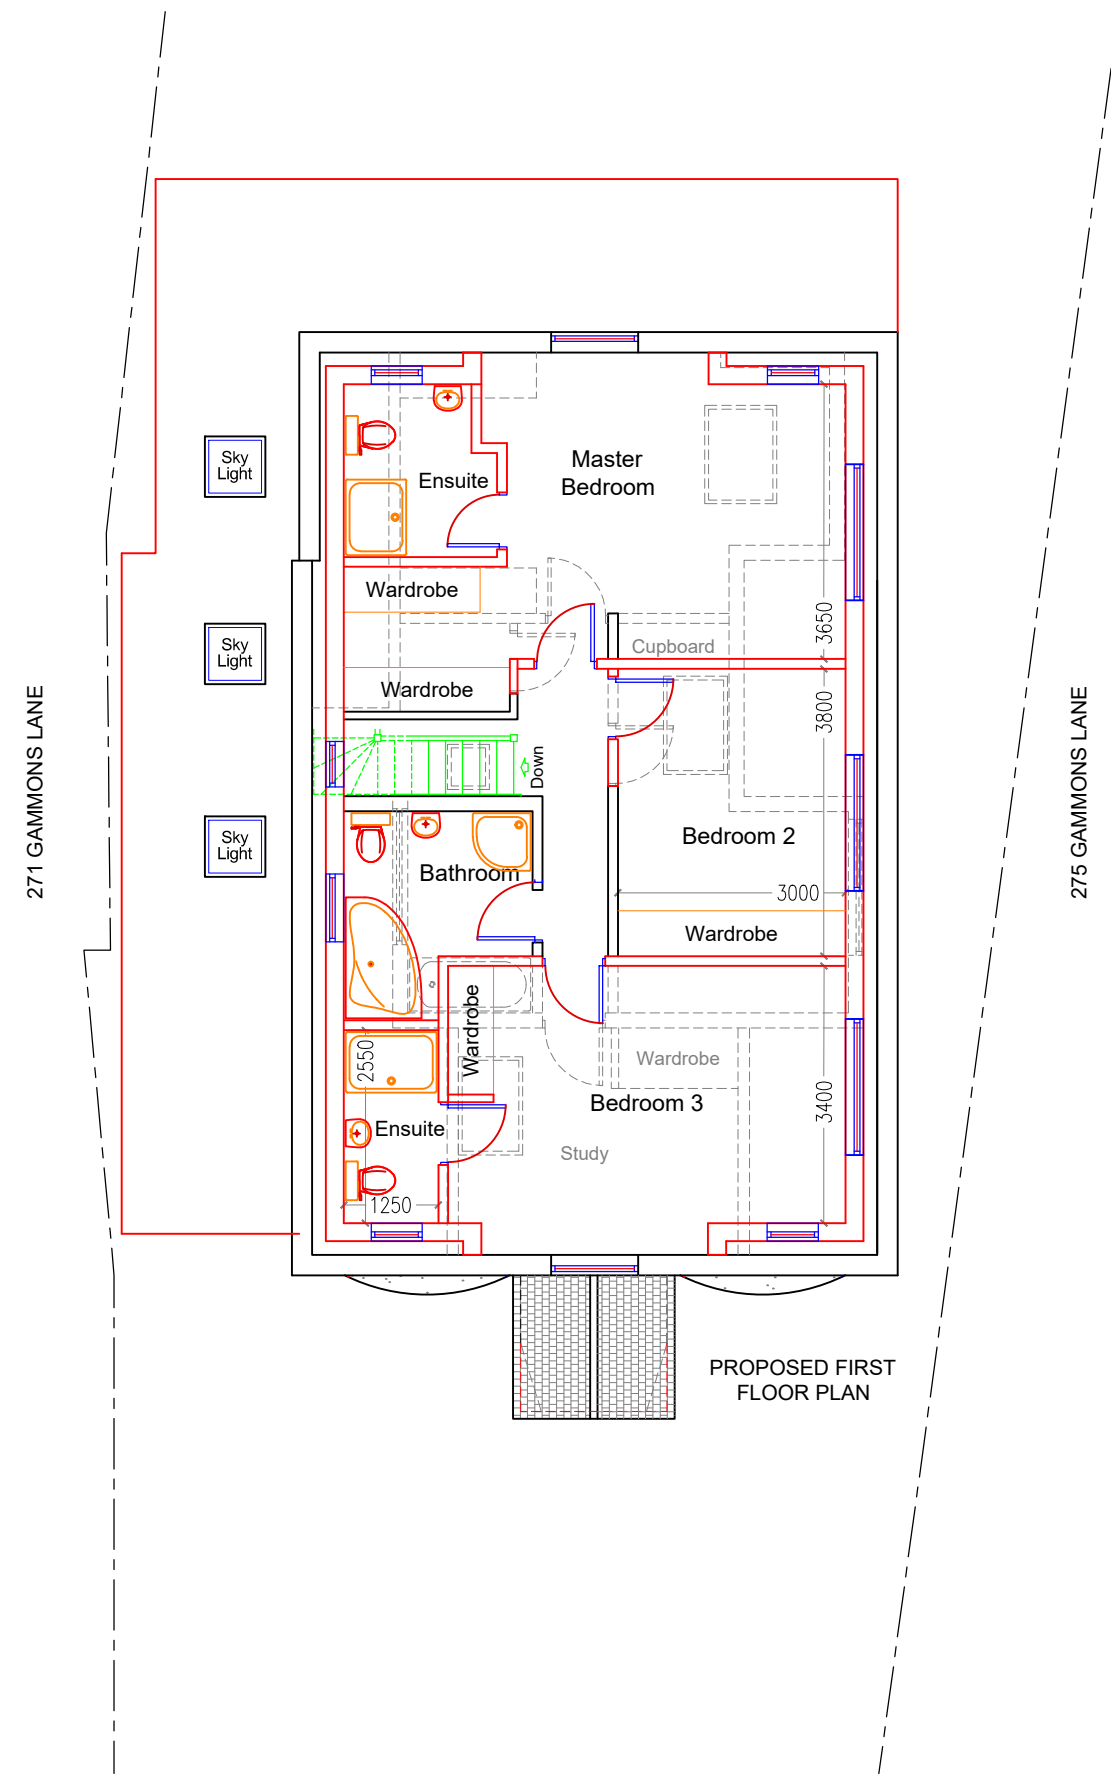 Sky
Light
Ensuite
Master
Bedroom
Wardrobe
3650
Cupboard
Sky
Light
Wardrobe
3800
271 GAMMONS LANE
275 GAMMONS LANE
Down
Sky
Light
Bathroom
Bedroom 2
3000
Wardrobe
Wardrobe
2550
Wardrobe
Bedroom 3
3400
Ensuite
Study
1250
PROPOSED FIRST
FLOOR PLAN